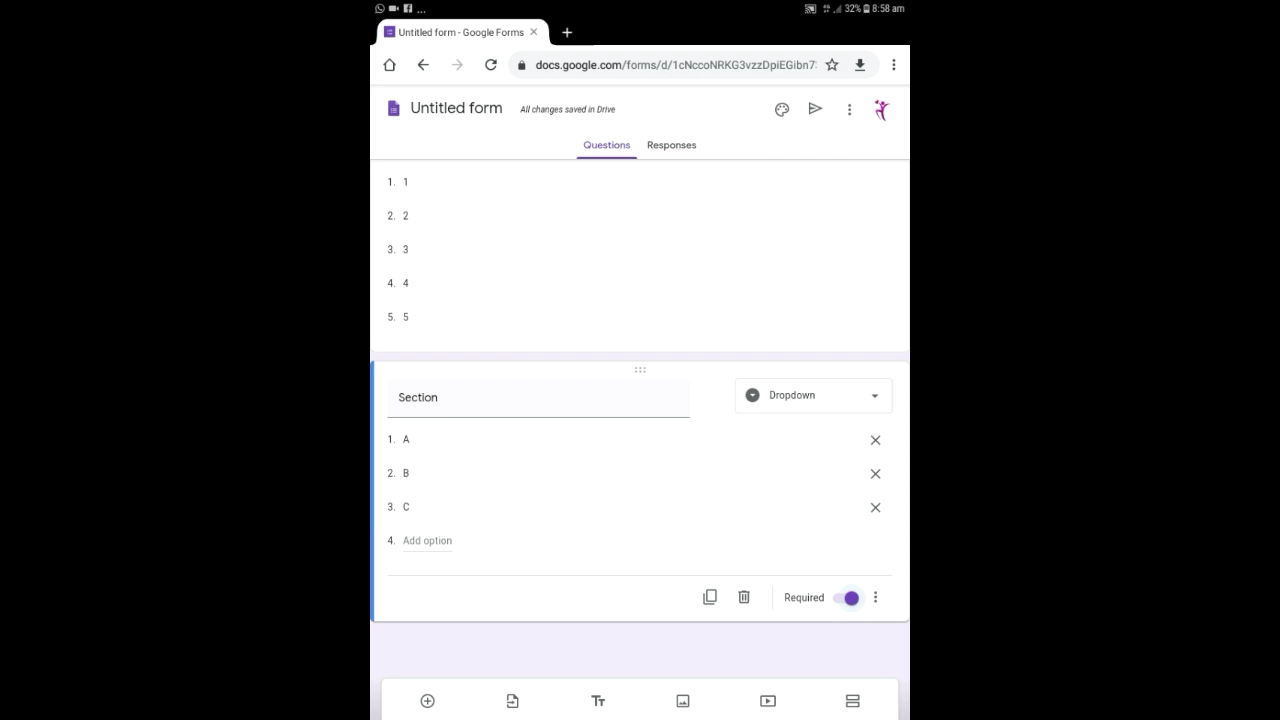 ... 32% 8:58 am
Untitled form - Google Forms
docs.google.com/forms/d/1cNccoNRKG3vzzDpiEGibn7
Untitled form All changes saved in Drive
Questions Responses
1. 1
2. 2
3. 3
4. 4
5. 5
Section Dropdown
1. A
2. B
3. C
4. Add option
Required
Tт